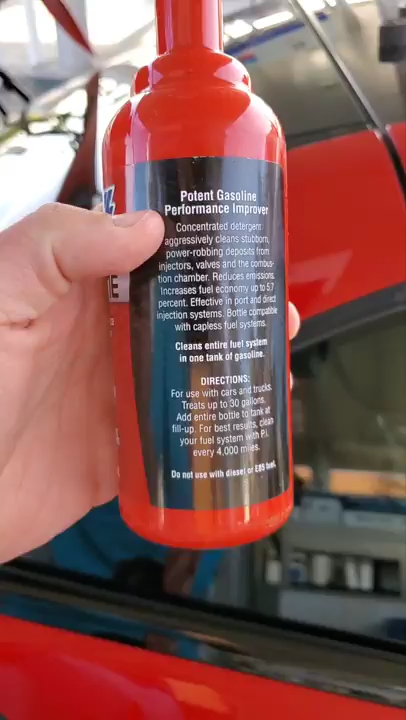 Potent Gasoline
Performance Improver
Concentrated detergent
aggressively cleans stubborn,
power-robbing deposits from
injectors, valves and the combus-
tion chamber. Reduces emissions.
Increases fuel economy up to 5.7
percent. Effective in port and direct
injection systems. Bottle compatible
with capless fuel systems.
Cleans entire fuel system
in one tank of gasoline.
DIRECTIONS:
For use with cars and trucks.
Treats up to 30 gallons.
Add entire bottle to tank at
fill-up. For best results, clean
your fuel system with P.i.
every 4,000 miles.
Do not use with diesel or E85 fuel.